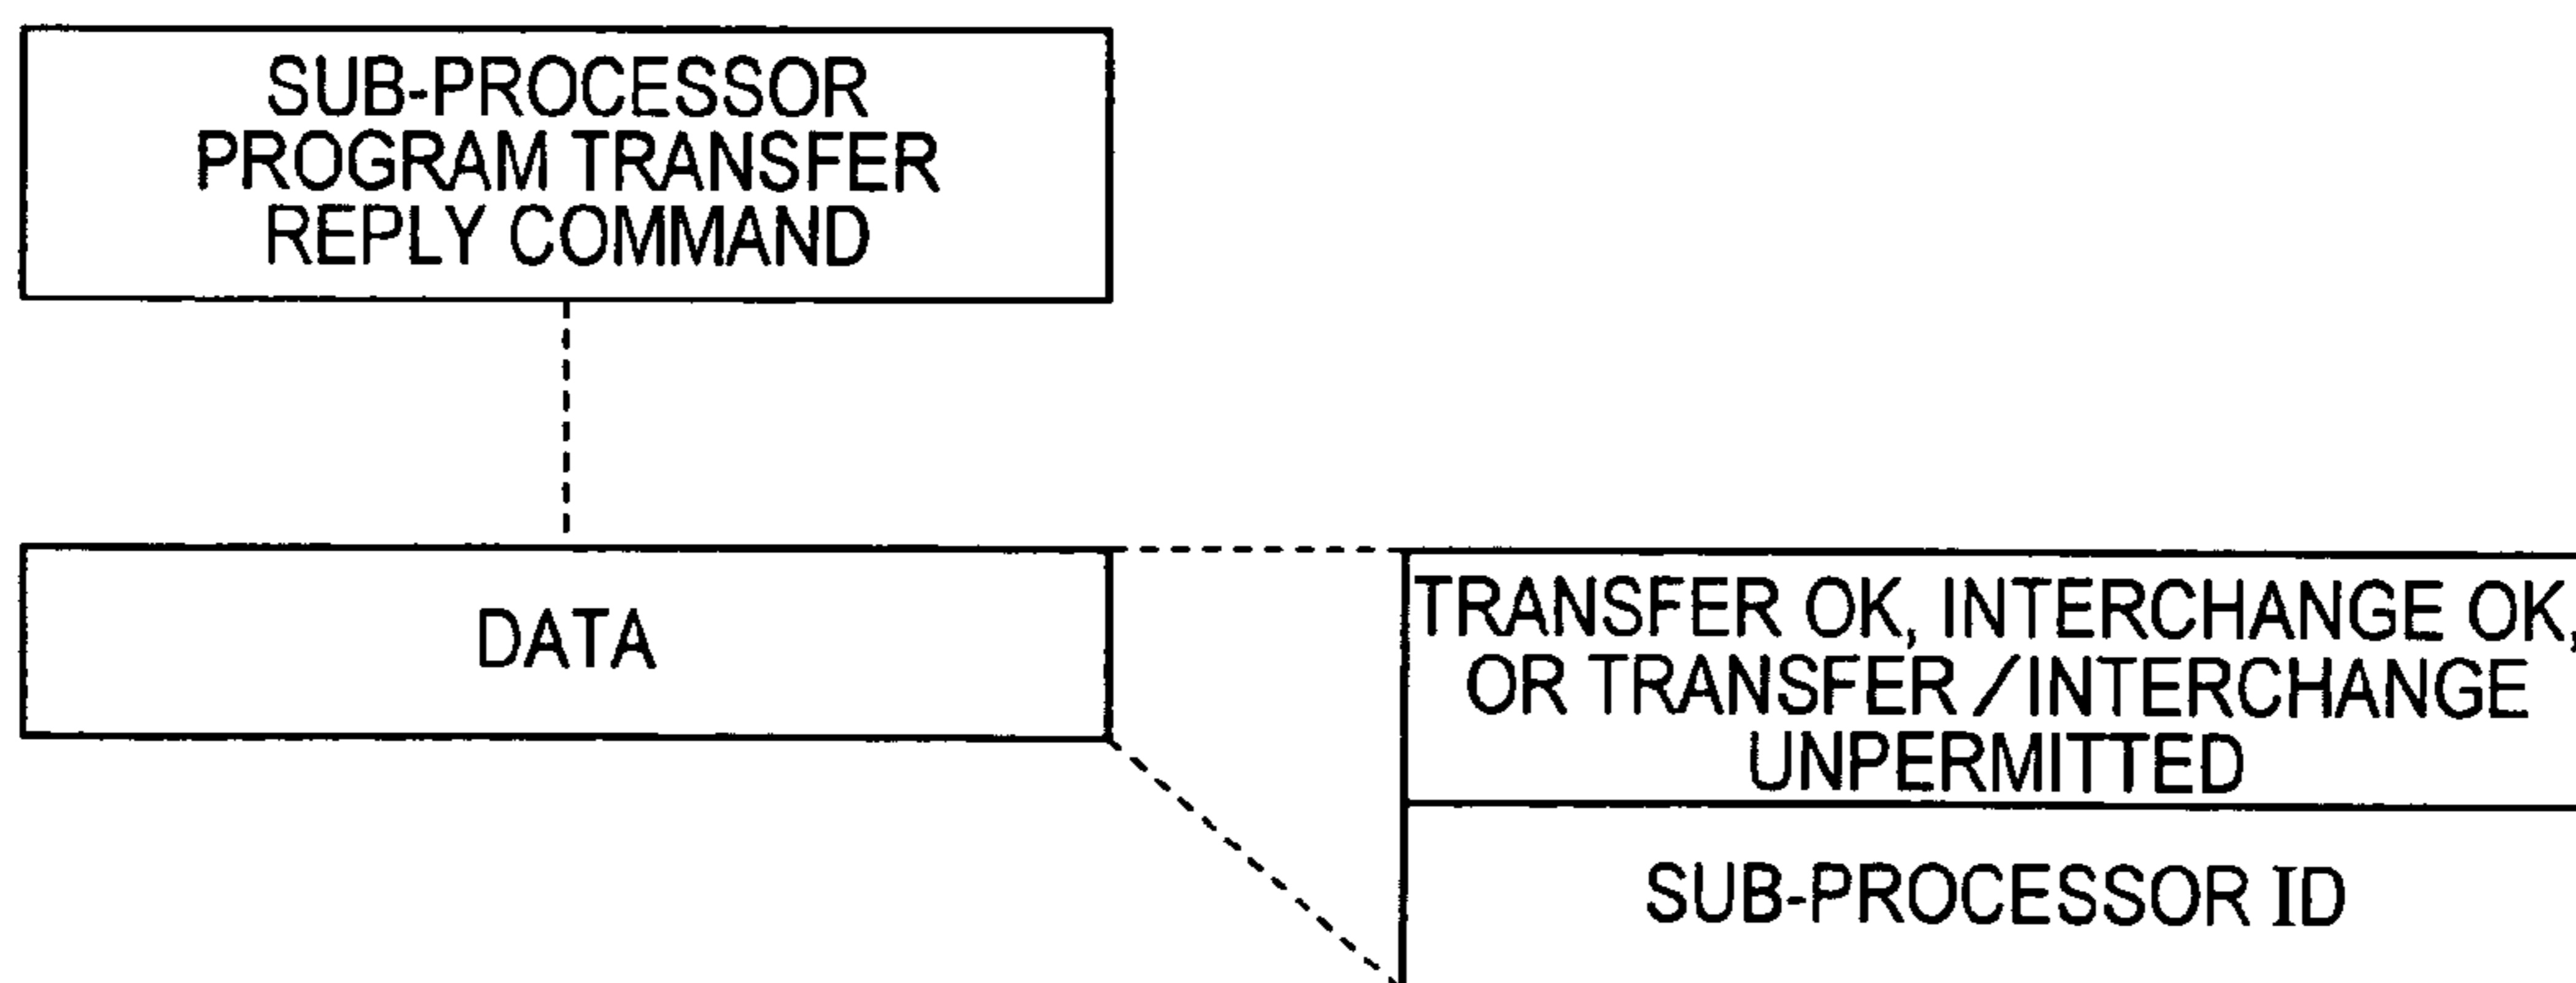 SUB-PROCESSOR
PROGRAM TRANSFER
REPLY COMMAND
DATA
TRANSFER OK, INTERCHANGE OK,
OR TRANSFER/INTERCHANGE
UNPERMITTED
SUB-PROCESSOR ID